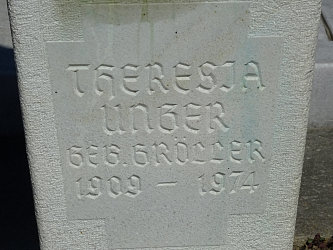 THERESIA
UNGER
GEB. GRÖLLER
1909 – 1974